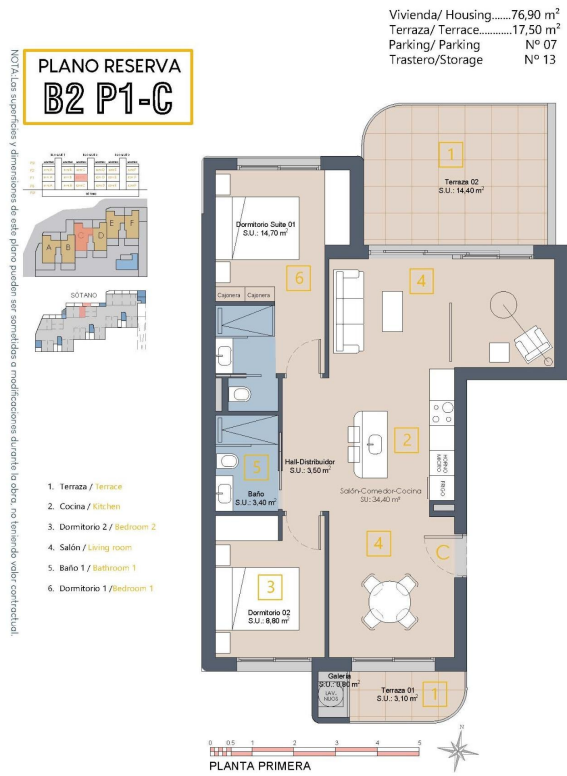 Vivienda/ Housing......76,90 m²
Terraza/ Terrace............17,50 m²
Parking/ Parking Nº 07
Trastero/Storage Nº 13
PLANO RESERVA
B2 P1-C
NOTA:Las superficies y dimensiones de este plano pueden ser sometidas a modificaciones durante la obra, no teniendo valor contractual.
A
B
C
D
E
F
SÓTANO
1. Terraza / Terrace
2. Cocina / Kitchen
3. Dormitorio 2 / Bedroom 2
4. Salón / Living room
5. Baño 1 / Bathroom 1
6. Dormitorio 1 /Bedroom 1
1
Terraza 02
S.U.: 14,40 m²
Dormitorio Suite 01
S.U.: 14,70 m²
6
4
Cajonera Cajonera
2
HORNO
MICRO
FRIGO
Hall-Distribuidor
S.U.: 3,50 m²
5
Baño
S.U.: 3,40 m²
Salón-Comedor-Cocina
SU: 34,40 m²
4
C
3
Dormitorio 02
S.U.: 8,80 m²
Galería
S.U.: 0,80 m²
Terraza 01
S.U.: 3,10 m²
1
0 0.5 1 2 3 4 5
N
PLANTA PRIMERA